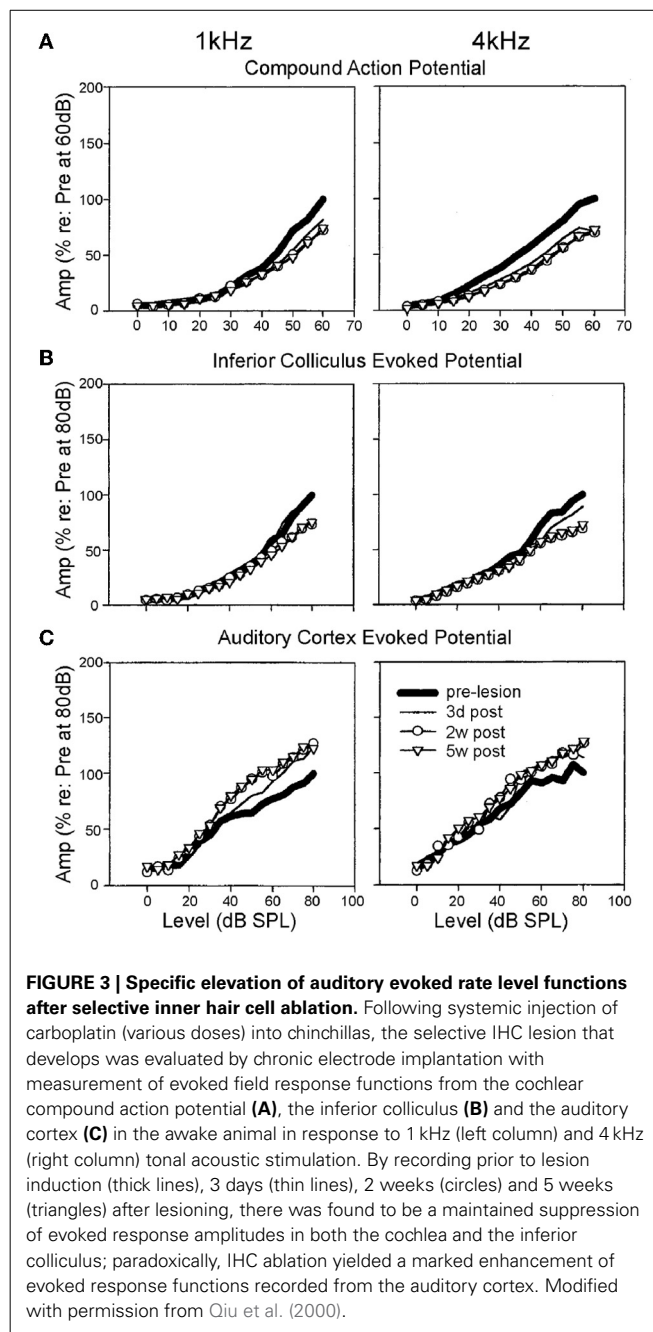 A
1kHz 4kHz
Compound Action Potential
Amp (% re: Pre at 60dB)
200
150
100
50
0
0 10 20 30 40 50 60 70 0 10 20 30 40 50 60 70
B
Inferior Colliculus Evoked Potential
Amp (% re: Pre at 80dB)
200
150
100
50
0
C
Auditory Cortex Evoked Potential
Amp (% re: Pre at 80dB)
200
150
100
50
0
pre-lesion
3d post
2w post
5w post
0 20 40 60 80 100 0 20 40 60 80 100
Level (dB SPL) Level (dB SPL)
FIGURE 3 | Specific elevation of auditory evoked rate level functions
after selective inner hair cell ablation. Following systemic injection of
carboplatin (various doses) into chinchillas, the selective IHC lesion that
develops was evaluated by chronic electrode implantation with
measurement of evoked field response functions from the cochlear
compound action potential (A), the inferior colliculus (B) and the auditory
cortex (C) in the awake animal in response to 1 kHz (left column) and 4 kHz
(right column) tonal acoustic stimulation. By recording prior to lesion
induction (thick lines), 3 days (thin lines), 2 weeks (circles) and 5 weeks
(triangles) after lesioning, there was found to be a maintained suppression
of evoked response amplitudes in both the cochlea and the inferior
colliculus; paradoxically, IHC ablation yielded a marked enhancement of
evoked response functions recorded from the auditory cortex. Modified
with permission from Qiu et al. (2000).